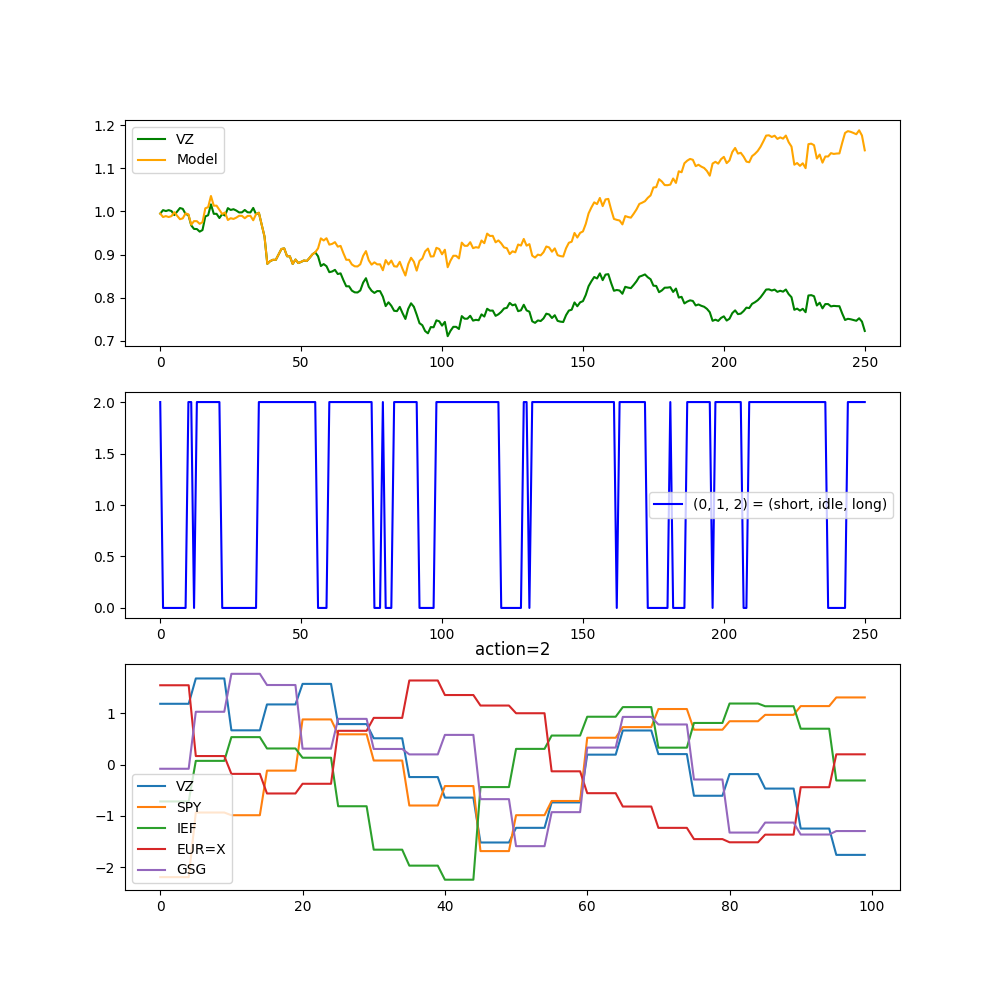 1.2
1.1
1.0
0.9
0.8
0.7
VZ
Model
0 50 100 150 200 250
2.0
1.5
1.0
0.5
0.0
(0, 1, 2) = (short, idle, long)
0 50 100 150 200 250
action=2
1
0
−1
−2
VZ
SPY
IEF
EUR=X
GSG
0 20 40 60 80 100